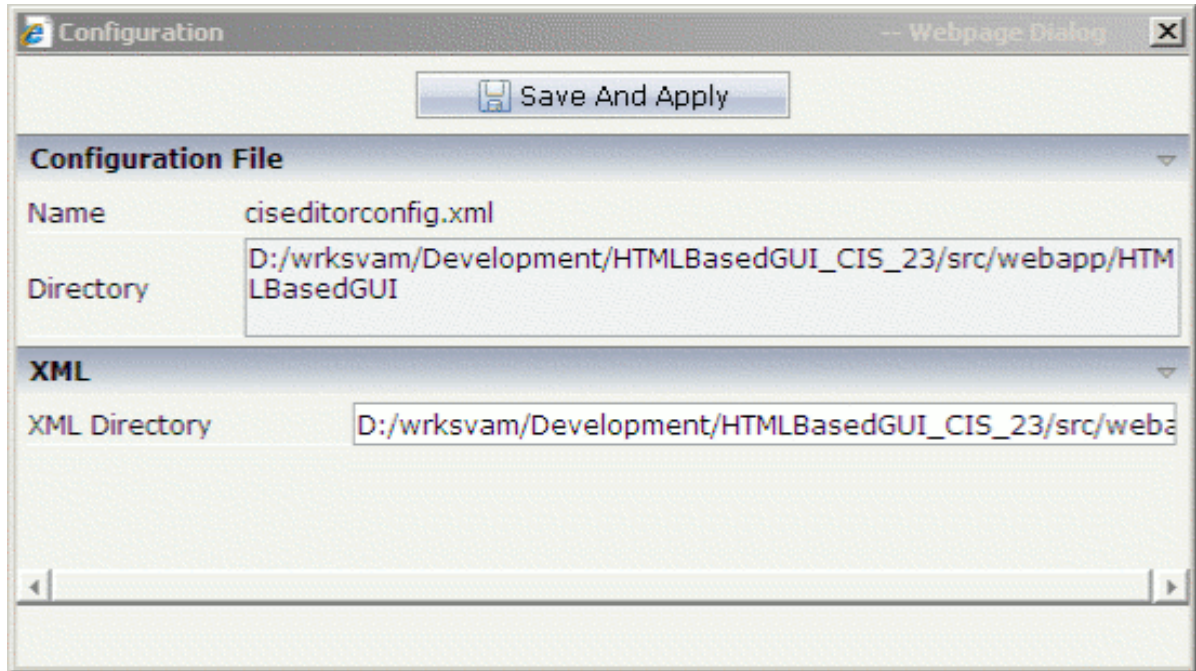 Configuration -- Webpage Dialog
Save And Apply
Configuration File
Name ciseditorconfig.xml
Directory D:/wrksvam/Development/HTMLBasedGUI_CIS_23/src/webapp/HTM
LBasedGUI
XML
XML Directory D:/wrksvam/Development/HTMLBasedGUI_CIS_23/src/weba